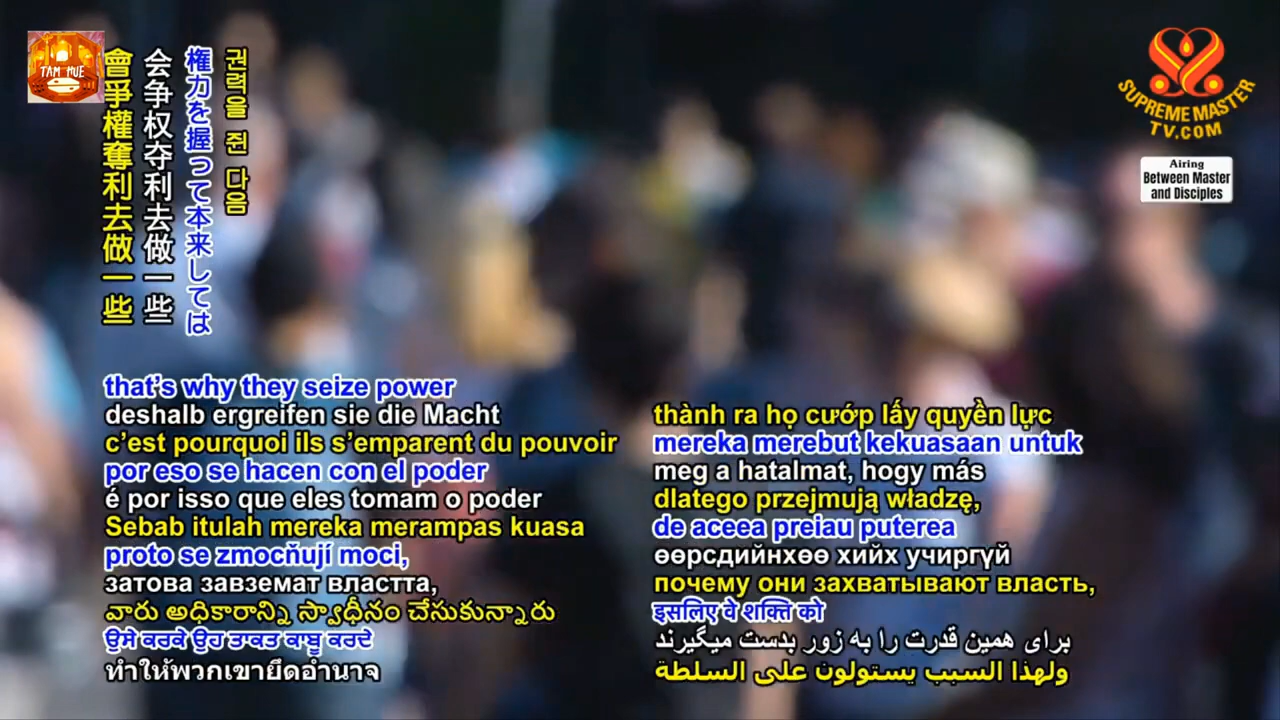 TAM HUE
會爭權奪利去做一些
会争权夺利去做一些
権力を握って本来しては
권력을 쥔 다음
SUPREME MASTER
TV.COM
Airing
Between Master
and Disciples
that's why they seize power
deshalb ergreifen sie die Macht
c'est pourquoi ils s'emparent du pouvoir
por eso se hacen con el poder
é por isso que eles tomam o poder
Sebab itulah mereka merampas kuasa
proto se zmocňují moci,
затова завземат властта,
వారు అధికారాన్ని స్వాధీనం చేసుకున్నారు
ਉਸੇ ਕਰਕੇ ਉਹ ਤਾਕਤ ਕਾਬੂ ਕਰਦੇ
ทำให้พวกเขายึดอำนาจ
thành ra họ cướp lấy quyền lực
mereka merebut kekuasaan untuk
meg a hatalmat, hogy más
dlatego przejmują władzę,
de aceea preiau puterea
өөрсдийнхөө хийх учиргүй
почему они захватывают власть,
इसलिए वे शक्ति को
برای همین قدرت را به زور بدست میگیرند
ولهذا السبب يستولون على السلطة